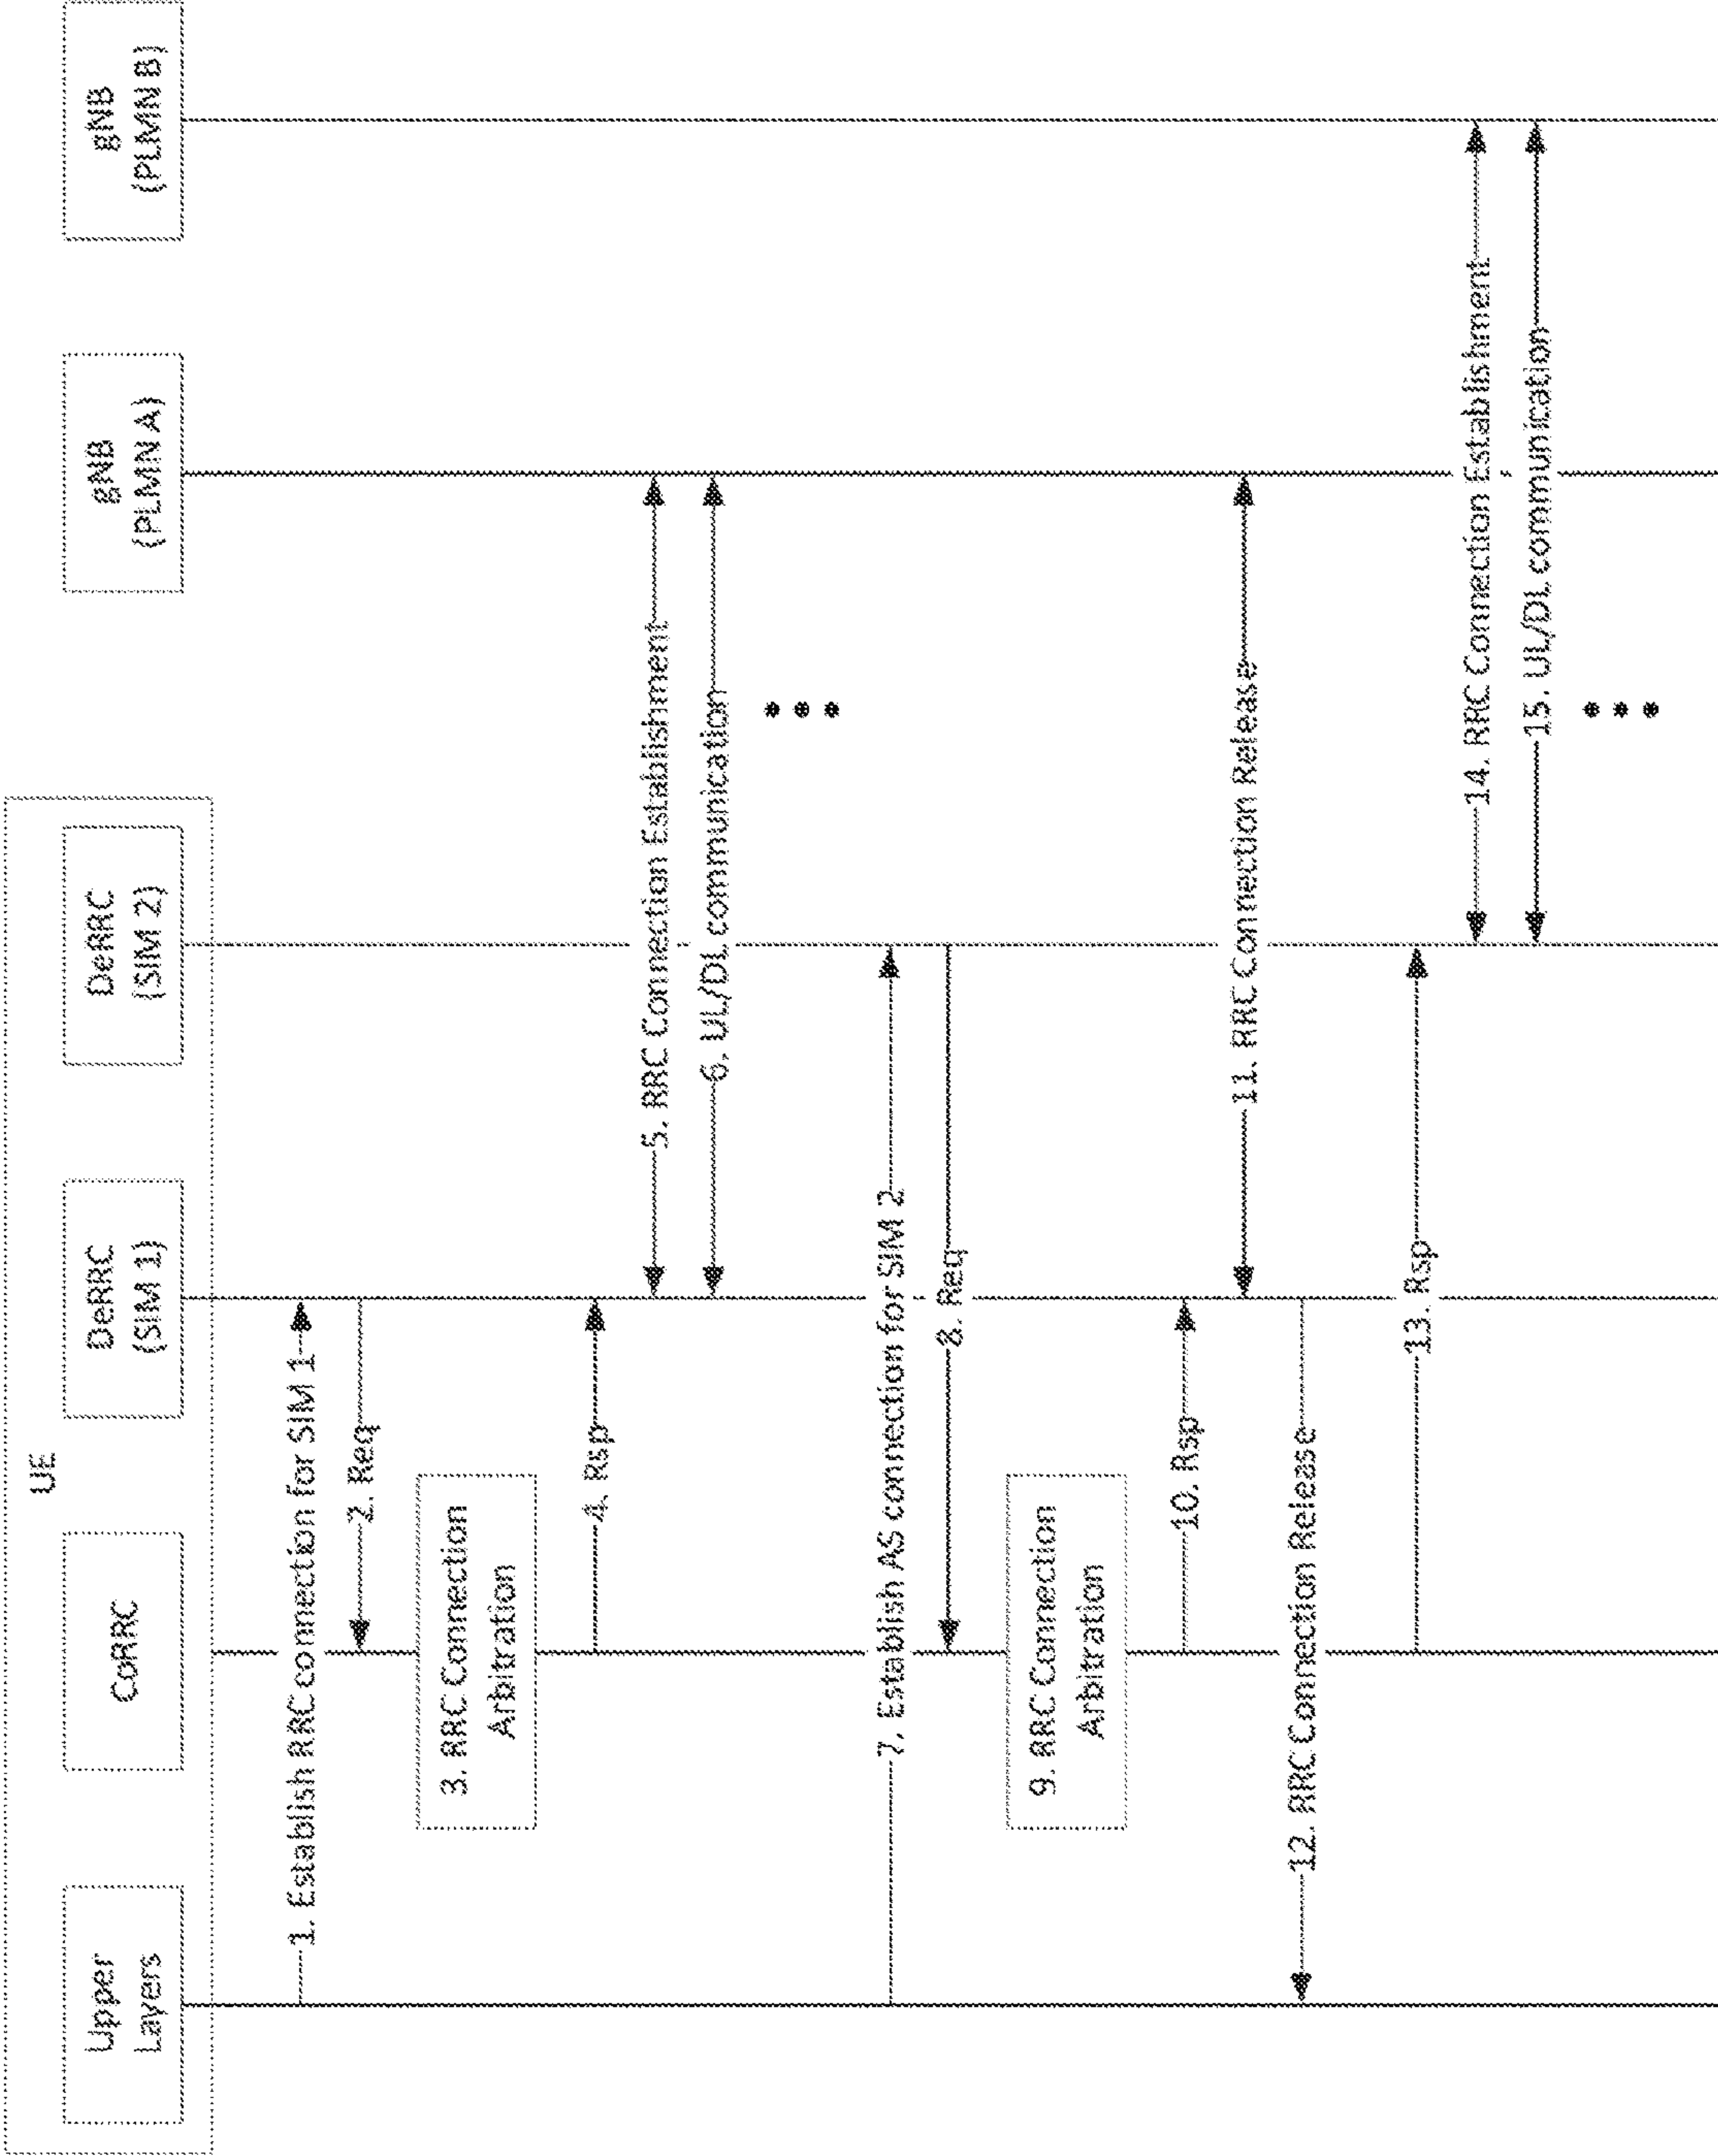 UE
Upper
Layers
CoRRC
DeRRC
(SIM 1)
DeRRC
(SIM 2)
gNB
(PLMN A)
gNB
(PLMN B)
1. Establish RRC connection for SIM 1
2. Req
3. RRC Connection
Arbitration
4. Rsp
5. RRC Connection Establishment
6. UL/DL communication
7. Establish AS connection for SIM 2
8. Req
9. RRC Connection
Arbitration
10. Rsp
11. RRC Connection Release
12. RRC Connection Release
13. Rsp
14. RRC Connection Establishment
15. UL/DL communication